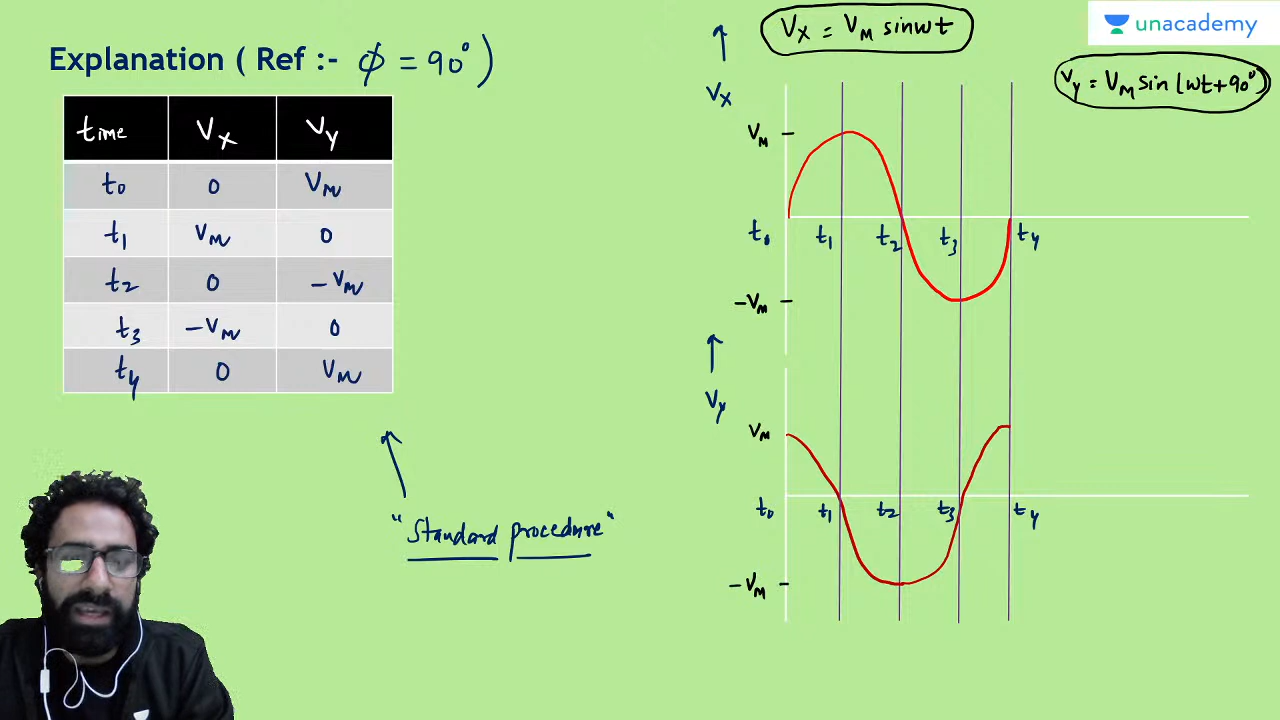 Explanation ( Ref :- ϕ = 90° )
time Vx Vy
t0 0 VM
t1 VM 0
t2 0 -VM
t3 -VM 0
t4 0 VM
"Standard procedure"
Vx = VM sinwt
unacademy
Vy = VM sin (wt+90°)
Vx
VM
t0 t1 t2 t3 t4
-VM
Vy
VM
t0 t1 t2 t3 t4
-VM